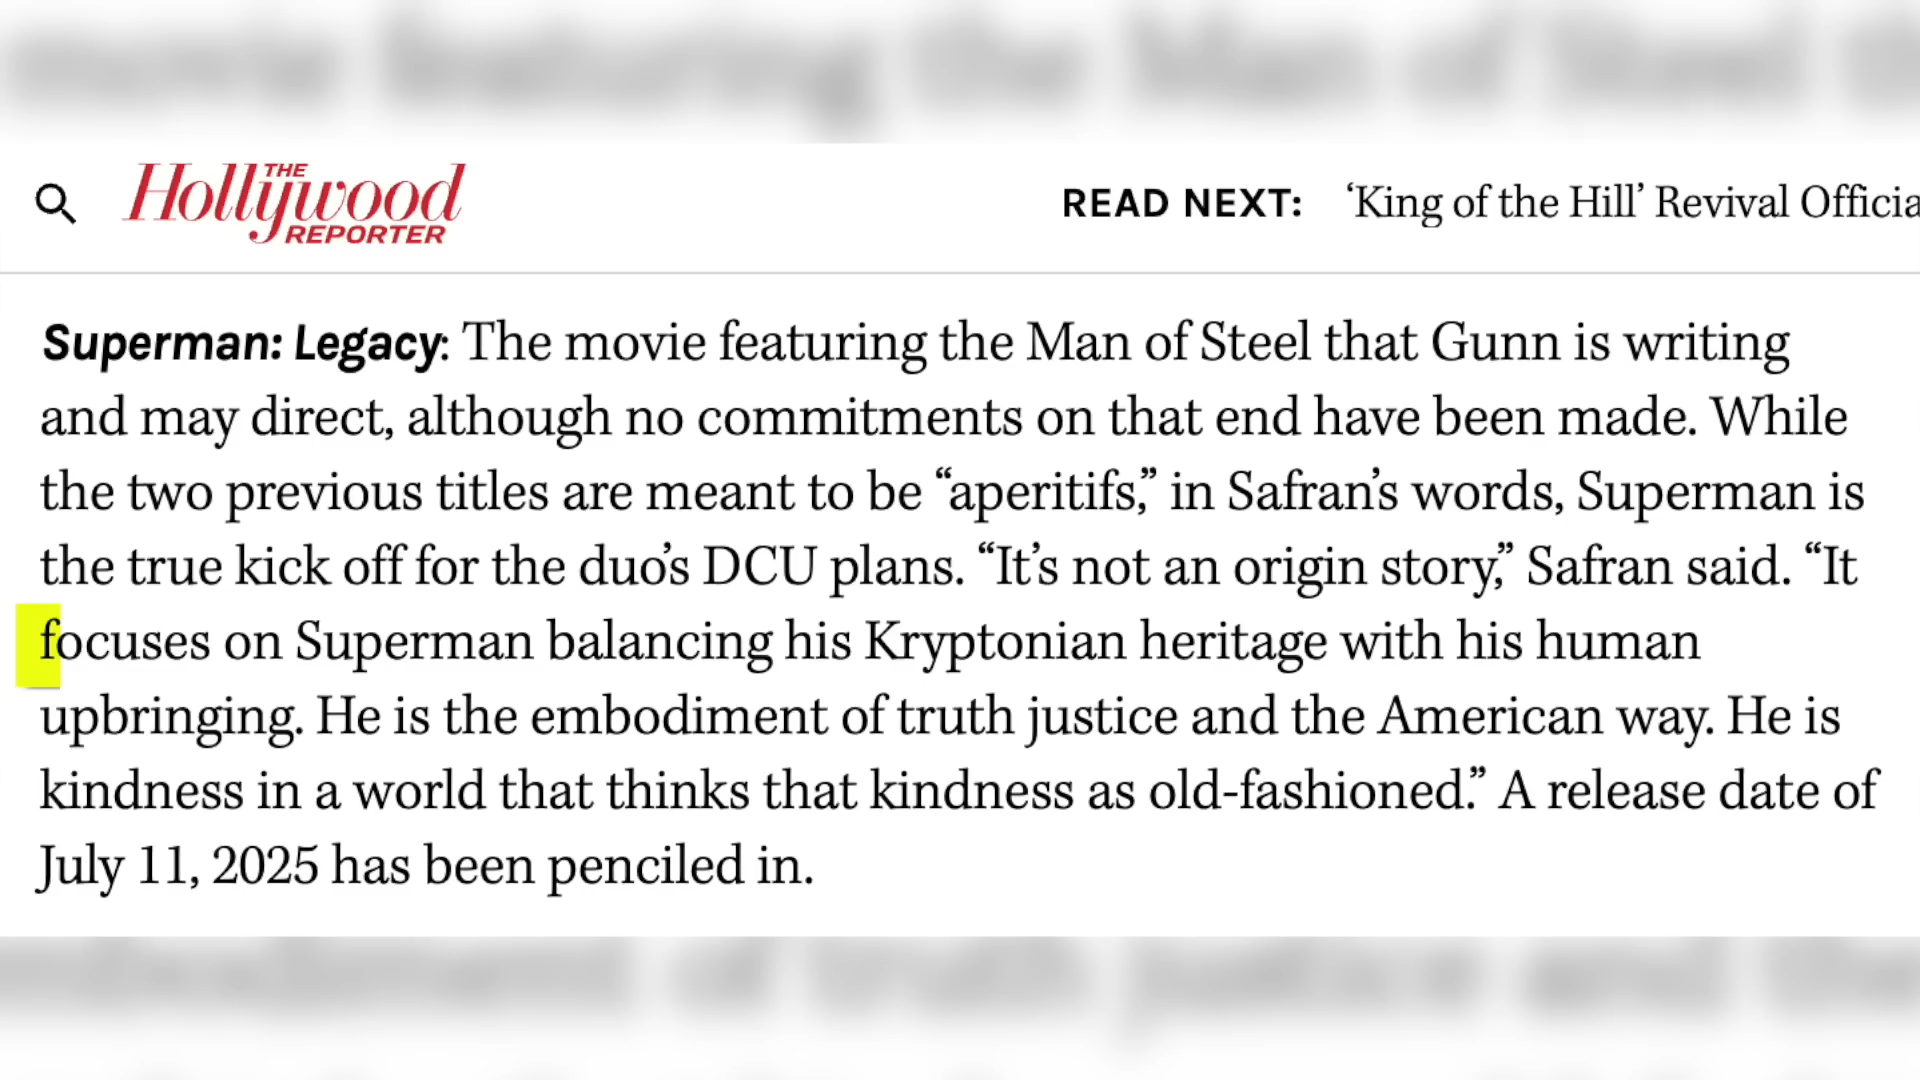 THE
Hollywood
REPORTER
READ NEXT: ‘King of the Hill’ Revival Officia
Superman: Legacy: The movie featuring the Man of Steel that Gunn is writing
and may direct, although no commitments on that end have been made. While
the two previous titles are meant to be “aperitifs,” in Safran’s words, Superman is
the true kick off for the duo’s DCU plans. “It’s not an origin story,” Safran said. “It
focuses on Superman balancing his Kryptonian heritage with his human
upbringing. He is the embodiment of truth justice and the American way. He is
kindness in a world that thinks that kindness as old-fashioned.” A release date of
July 11, 2025 has been penciled in.